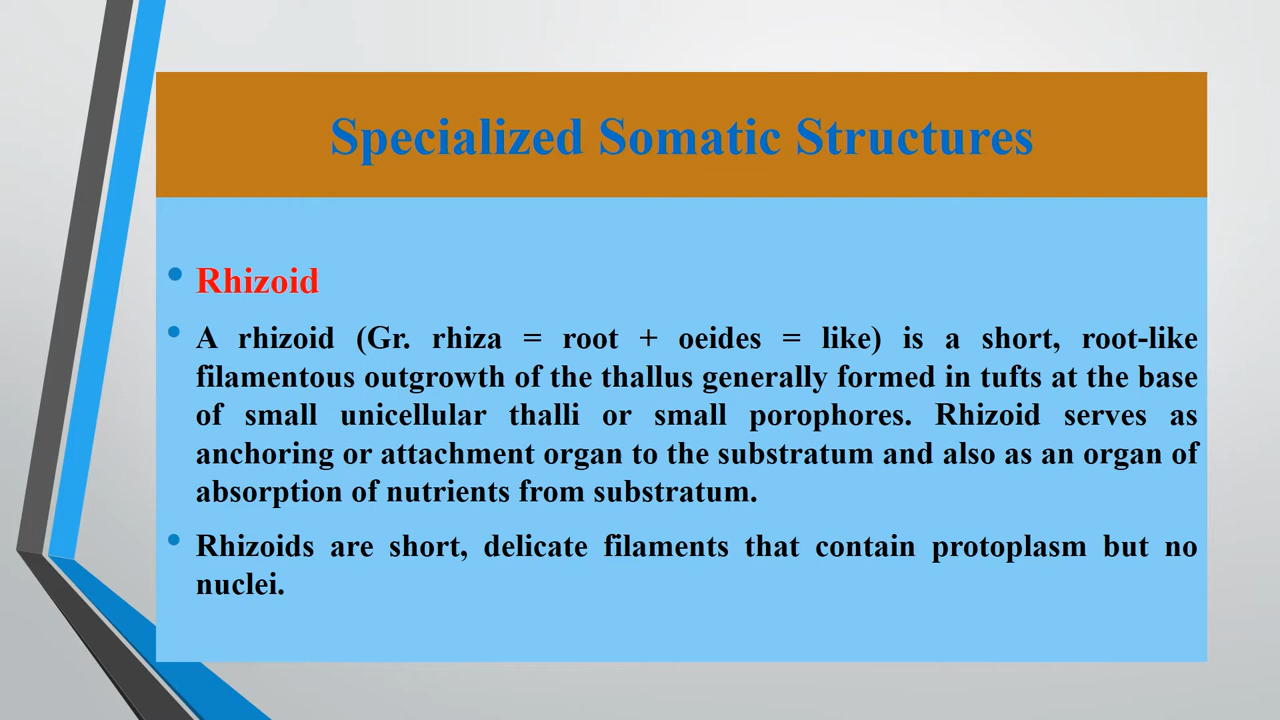 Specialized Somatic Structures
• Rhizoid
• A rhizoid (Gr. rhiza = root + oeides = like) is a short, root-like
filamentous outgrowth of the thallus generally formed in tufts at the base
of small unicellular thalli or small porophores. Rhizoid serves as
anchoring or attachment organ to the substratum and also as an organ of
absorption of nutrients from substratum.
• Rhizoids are short, delicate filaments that contain protoplasm but no
nuclei.